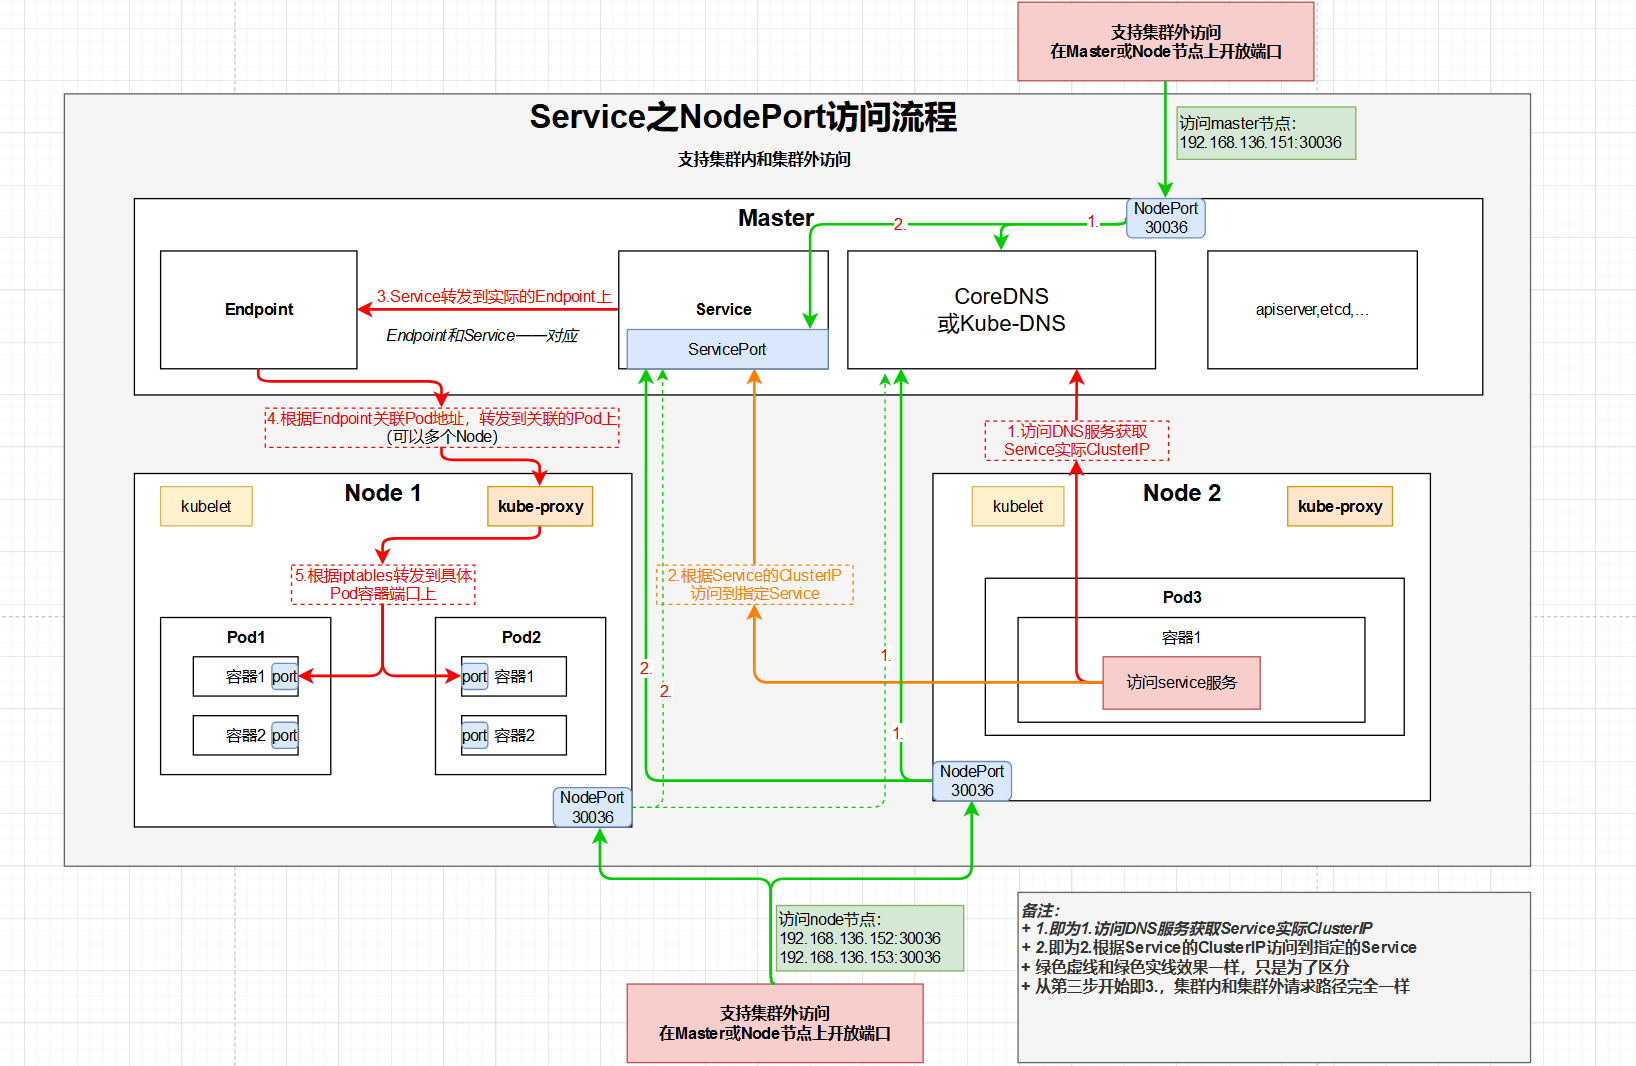 支持集群外访问
在Master或Node节点上开放端口
Service之NodePort访问流程
支持集群内和集群外访问
访问master节点：
192.168.136.151:30036
Master
NodePort
30036
1.
2.
Endpoint
3.Service转发到实际的Endpoint上
Endpoint和Service一一对应
Service
ServicePort
CoreDNS
或Kube-DNS
apiserver,etcd,...
4.根据Endpoint关联Pod地址，转发到关联的Pod上
（可以多个Node）
1.访问DNS服务获取
Service实际ClusterIP
Node 1
kubelet
kube-proxy
5.根据iptables转发到具体
Pod容器端口上
Pod1
容器1
port
容器2
port
Pod2
port
容器1
port
容器2
NodePort
30036
2.根据Service的ClusterIP
访问到指定Service
2.
2.
1.
1.
Node 2
kubelet
kube-proxy
Pod3
容器1
访问service服务
NodePort
30036
访问node节点：
192.168.136.152:30036
192.168.136.153:30036
支持集群外访问
在Master或Node节点上开放端口
备注：
+ 1.即为1.访问DNS服务获取Service实际ClusterIP
+ 2.即为2.根据Service的ClusterIP访问到指定的Service
+ 绿色虚线和绿色实线效果一样，只是为了区分
+ 从第三步开始即3.，集群内和集群外请求路径完全一样